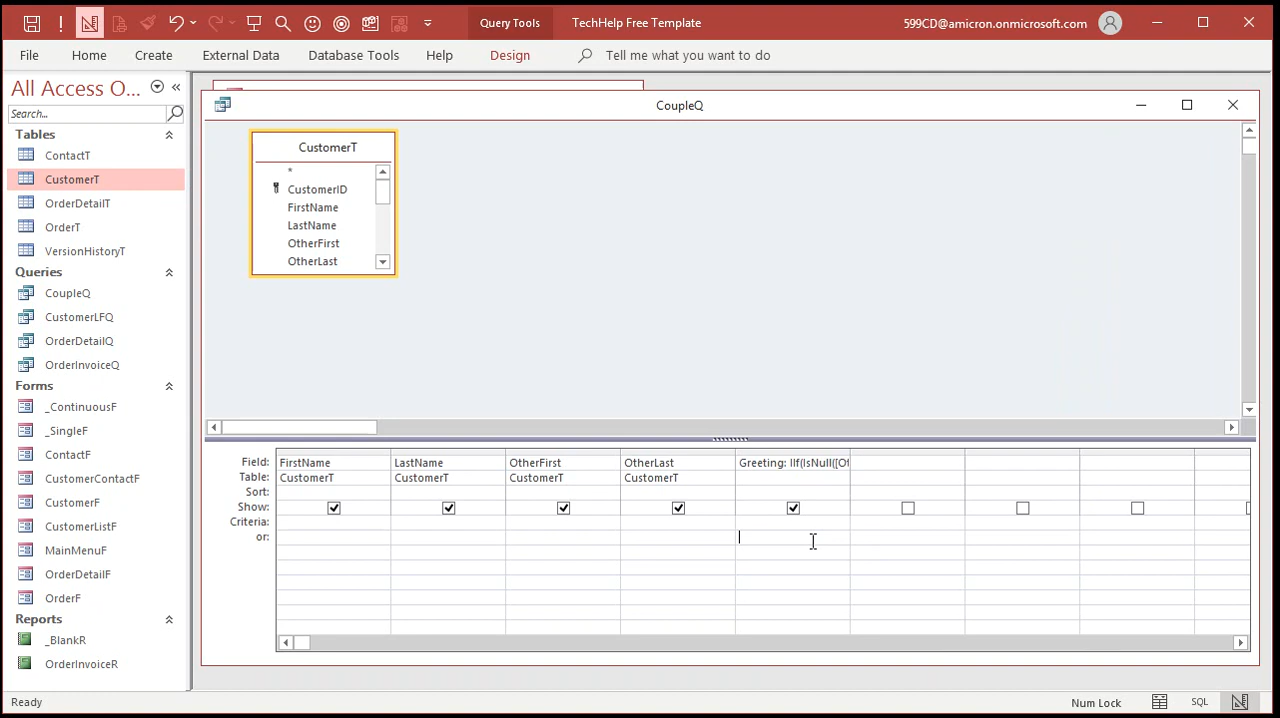 Query Tools
TechHelp Free Template
599CD@amicron.onmicrosoft.com
File Home Create External Data Database Tools Help Design Tell me what you want to do
All Access O...
Search...
Tables
ContactT
CustomerT
OrderDetailT
OrderT
VersionHistoryT
Queries
CoupleQ
CustomerLFQ
OrderDetailQ
OrderInvoiceQ
Forms
_ContinuousF
_SingleF
ContactF
CustomerContactF
CustomerF
CustomerListF
MainMenuF
OrderDetailF
OrderF
Reports
_BlankR
OrderInvoiceR
CoupleQ
CustomerT
*
CustomerID
FirstName
LastName
OtherFirst
OtherLast
Field: FirstName LastName OtherFirst OtherLast Greeting: IIf(IsNull([Ot
Table: CustomerT CustomerT CustomerT CustomerT
Sort:
Show:
Criteria:
or:
Ready
Num Lock
SQL